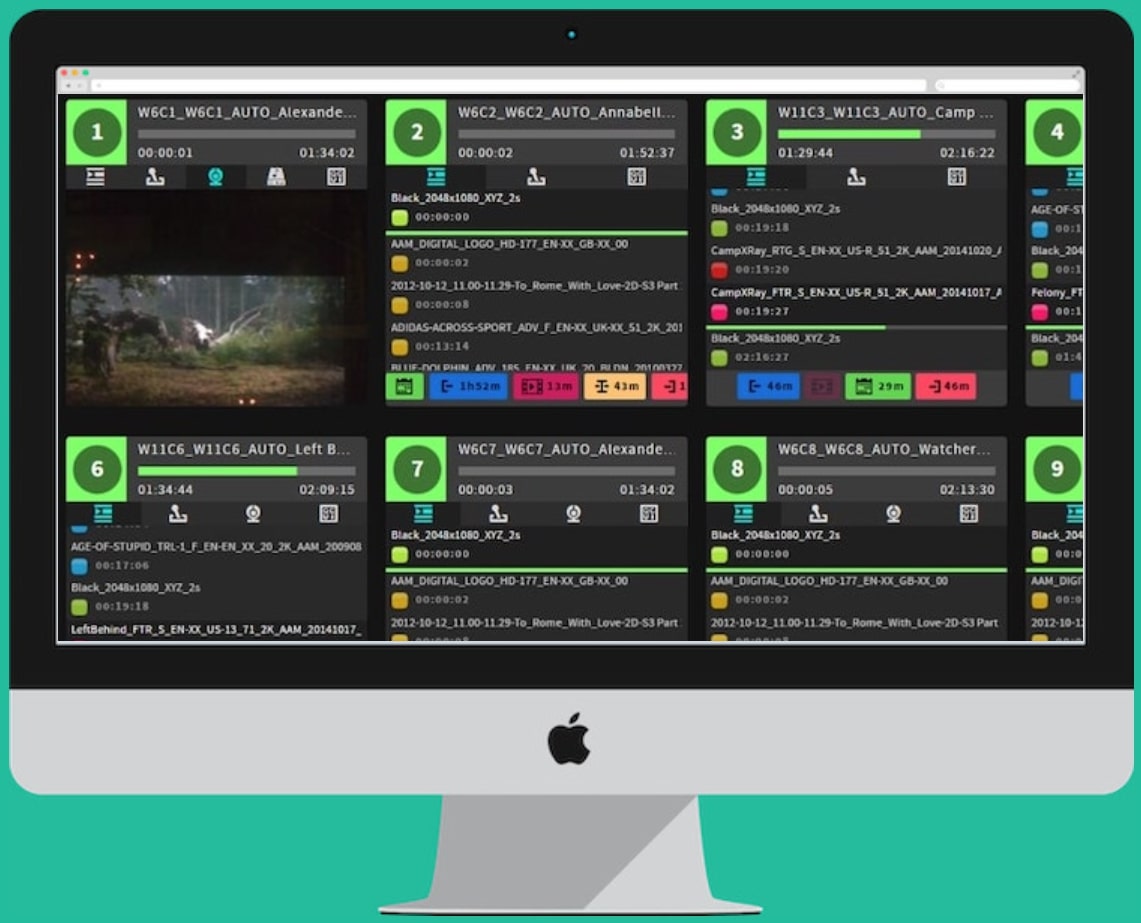 1
W6C1_W6C1_AUTO_Alexande...
00:00:01 01:34:02
2
W6C2_W6C2_AUTO_Annabell...
00:00:02 01:52:37
Black_2048x1080_XYZ_2s
00:00:00
AAM_DIGITAL_LOGO_HD-177_EN-XX_GB-XX_00
00:00:02
2012-10-12_11.00-11.29-To_Rome_With_Love-2D-S3 Part
00:00:08
ADIDAS-ACROSS-SPORT_ADV_F_EN-XX_UK-XX_51_2K_201
00:13:14
BLUE-DOLPHIN_ADV_185_EN-XX_UK_20_BLDN_20100327
1h52m 13m 43m 1
3
W11C3_W11C3_AUTO_Camp ...
01:29:44 02:16:22
Black_2048x1080_XYZ_2s
00:19:18
CampXRay_RTG_S_EN-XX_US-R_51_2K_AAM_20141020_
00:19:20
CampXRay_FTR_S_EN-XX_US-R_51_2K_AAM_20141017_
00:19:27
Black_2048x1080_XYZ_2s
02:16:27
46m 29m 46m
4
AGE-OF-ST
00:1
Black_204
00:1
Felony_FT
00:1
Black_204
01:4
6
W11C6_W11C6_AUTO_Left B...
01:34:44 02:09:15
AGE-OF-STUPID_TRL-1_F_EN-EN_XX_20_2K_AAM_200908
00:17:06
Black_2048x1080_XYZ_2s
00:19:18
LeftBehind_FTR_S_EN-XX_US-13_71_2K_AAM_20141017_
7
W6C7_W6C7_AUTO_Alexande...
00:00:03 01:34:02
Black_2048x1080_XYZ_2s
00:00:00
AAM_DIGITAL_LOGO_HD-177_EN-XX_GB-XX_00
00:00:02
2012-10-12_11.00-11.29-To_Rome_With_Love-2D-S3 Part
8
W6C8_W6C8_AUTO_Watcher...
00:00:05 02:13:30
Black_2048x1080_XYZ_2s
00:00:00
AAM_DIGITAL_LOGO_HD-177_EN-XX_GB-XX_00
00:00:02
2012-10-12_11.00-11.29-To_Rome_With_Love-2D-S3 Part
9
Black_204
00:0
AAM_DIGI
00:0
2012-10-1